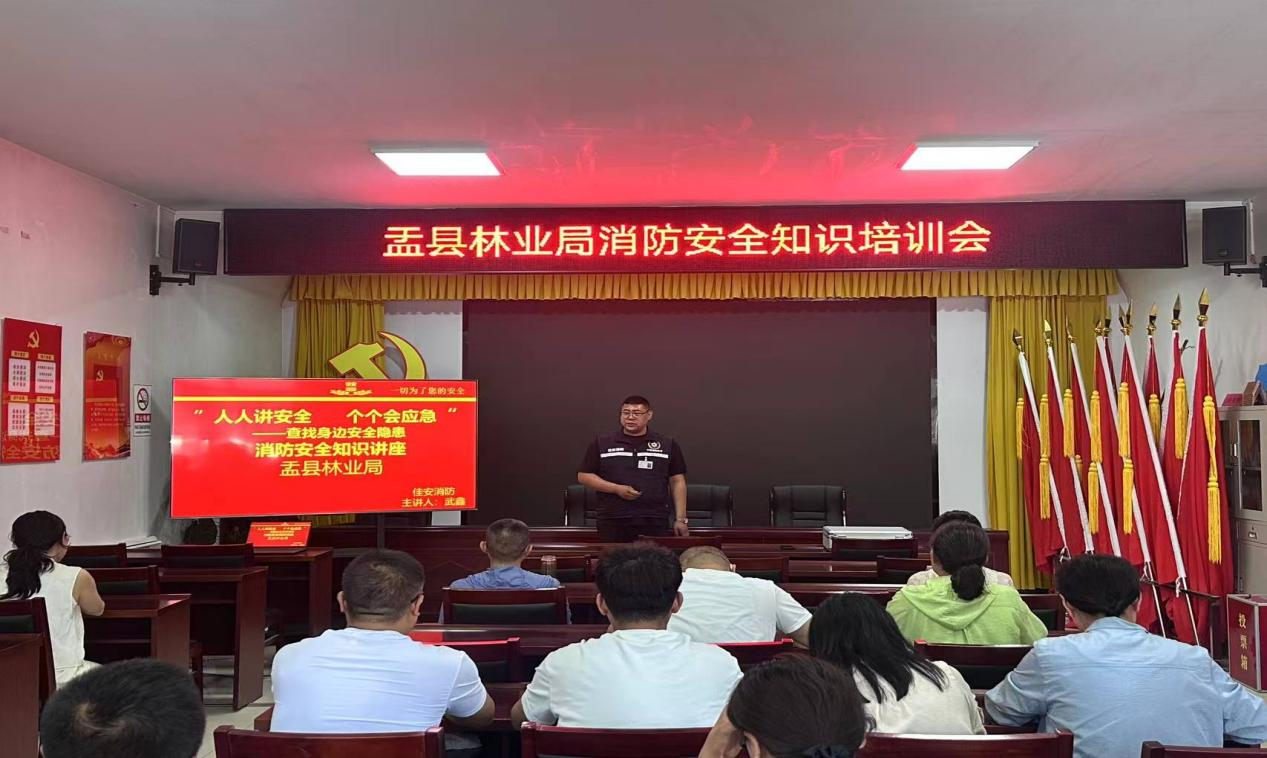 盂县林业局消防安全知识培训会
一切为了您的安全
“人人讲安全 个个会应急“
——查找身边安全隐患
消防安全知识讲座
盂县林业局
佳安消防
主讲人：武鑫
投票箱